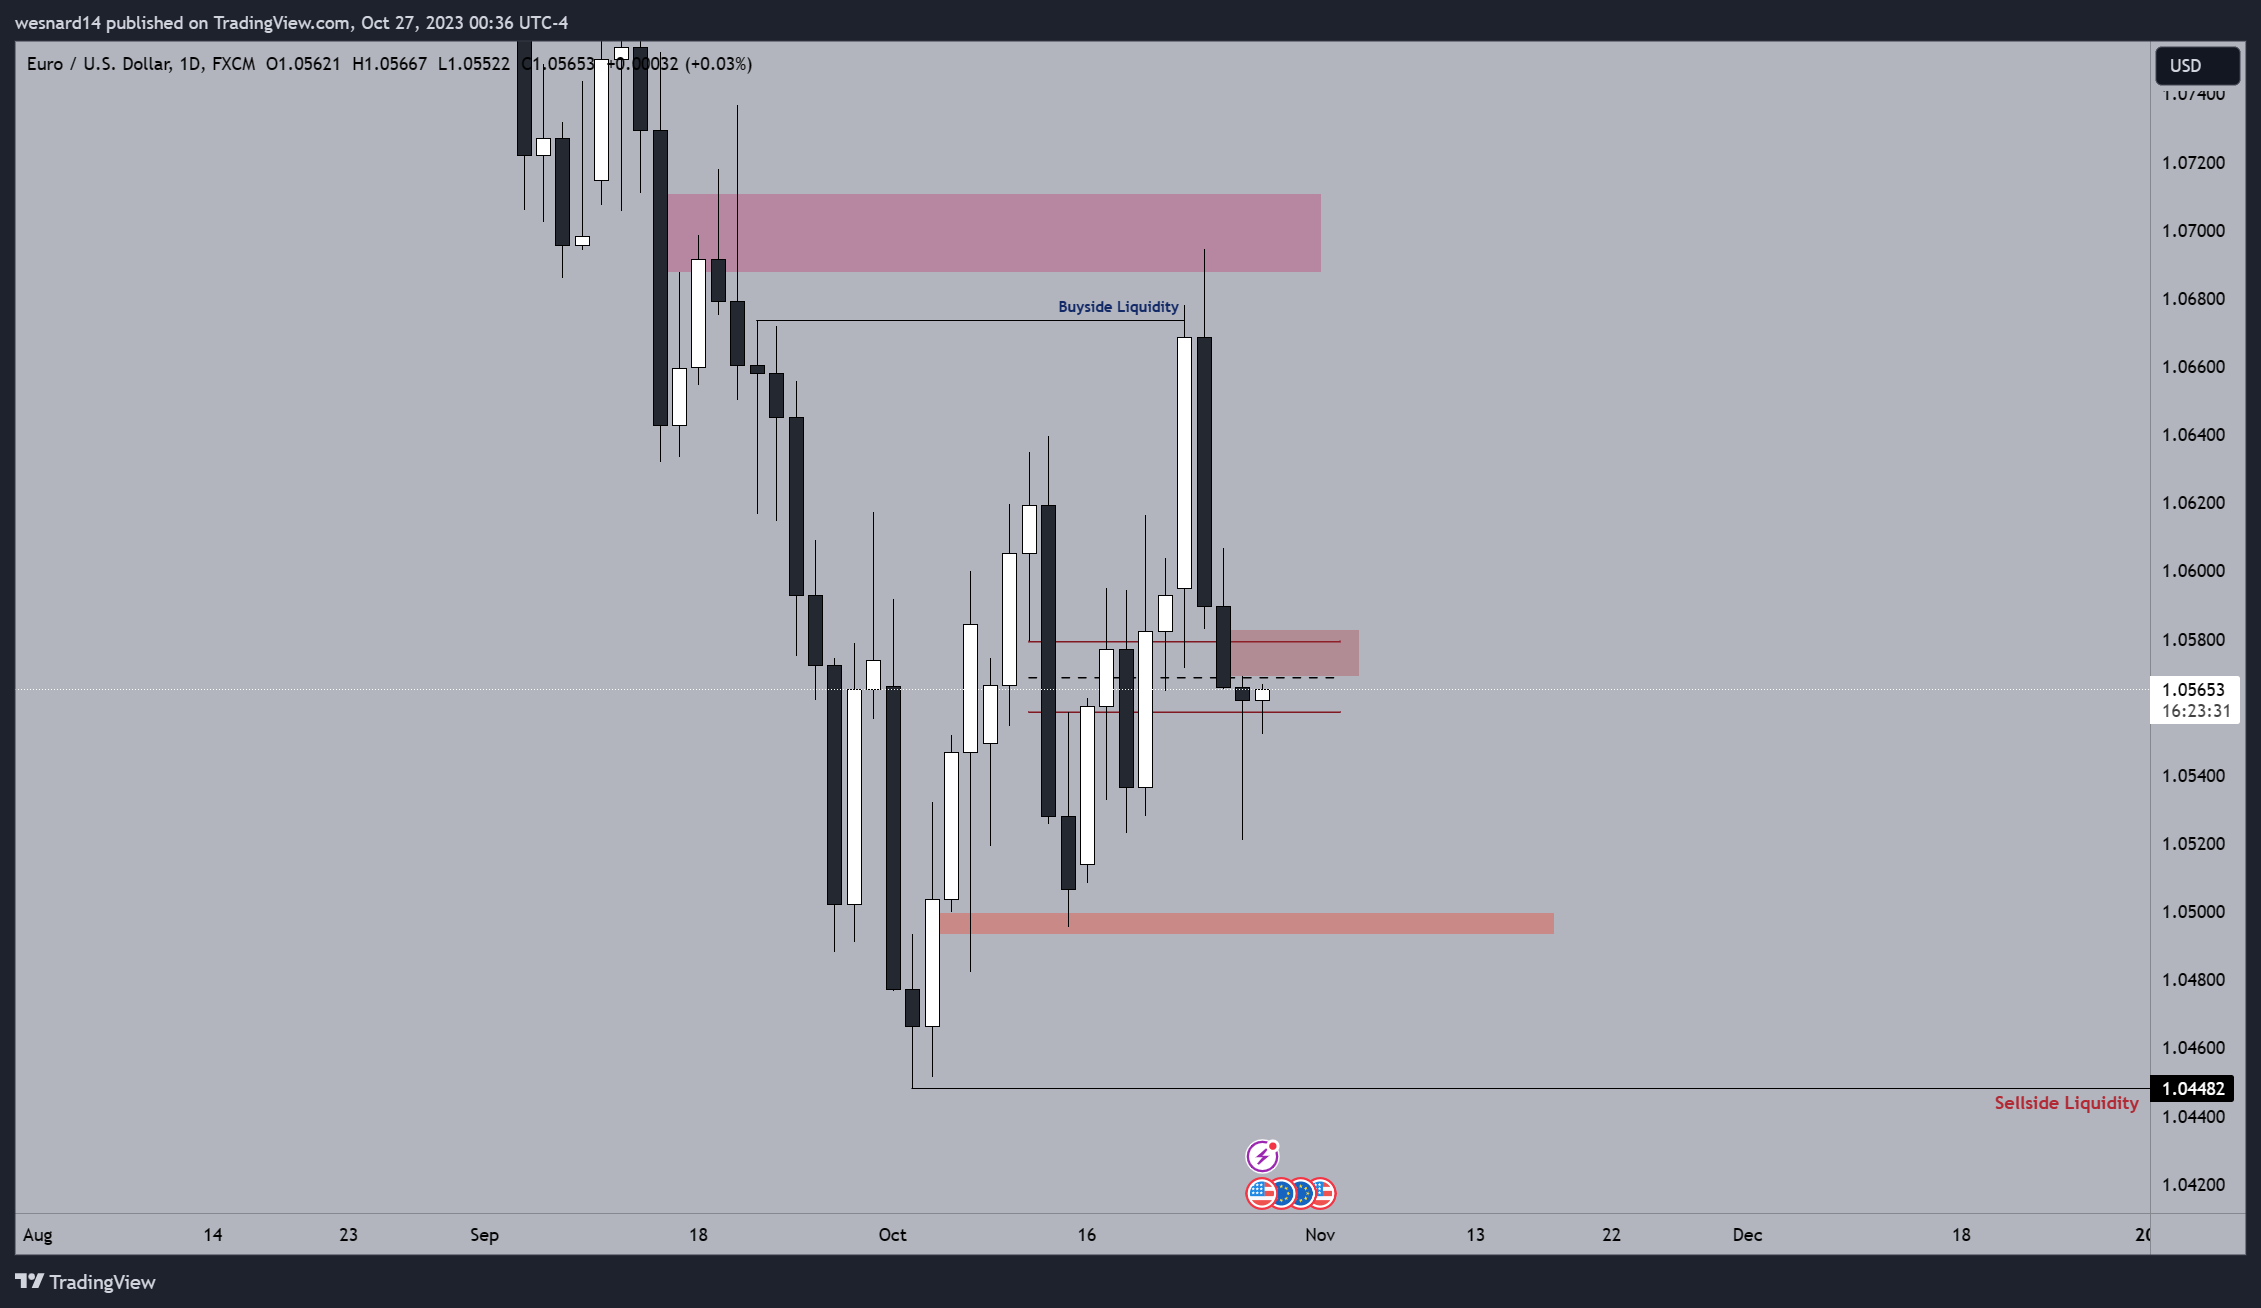 wesnard14 published on TradingView.com, Oct 27, 2023 00:36 UTC-4
Euro / U.S. Dollar, 1D, FXCM O1.05621 H1.05667 L1.05522 C1.05653 +0.00032 (+0.03%)
USD
1.07400
1.07200
1.07000
Buyside Liquidity
1.06800
1.06600
1.06400
1.06200
1.06000
1.05800
1.05653
16:23:31
1.05400
1.05200
1.05000
1.04800
1.04600
1.04482
Sellside Liquidity
1.04400
1.04200
Aug 14 23 Sep 18 Oct 16 Nov 13 22 Dec 18
TradingView